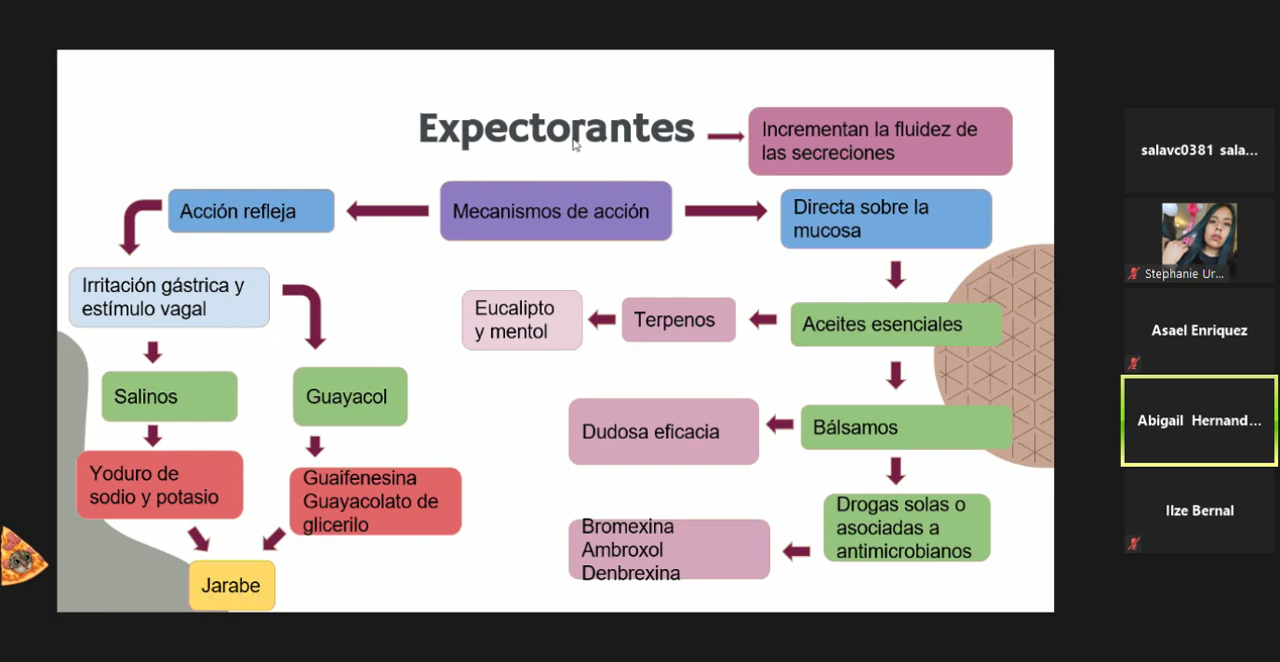 Expectorantes
Incrementan la fluidez de
las secreciones
Acción refleja
Mecanismos de acción
Directa sobre la
mucosa
Irritación gástrica y
estímulo vagal
Eucalipto
y mentol
Terpenos
Aceites esenciales
Salinos
Guayacol
Dudosa eficacia
Bálsamos
Yoduro de
sodio y potasio
Guaifenesina
Guayacolato de
glicerilo
Drogas solas o
asociadas a
antimicrobianos
Bromexina
Ambroxol
Denbrexina
Jarabe
salavc0381 sala...
Stephanie Ur...
Asael Enriquez
Abigail Hernand...
Ilze Bernal